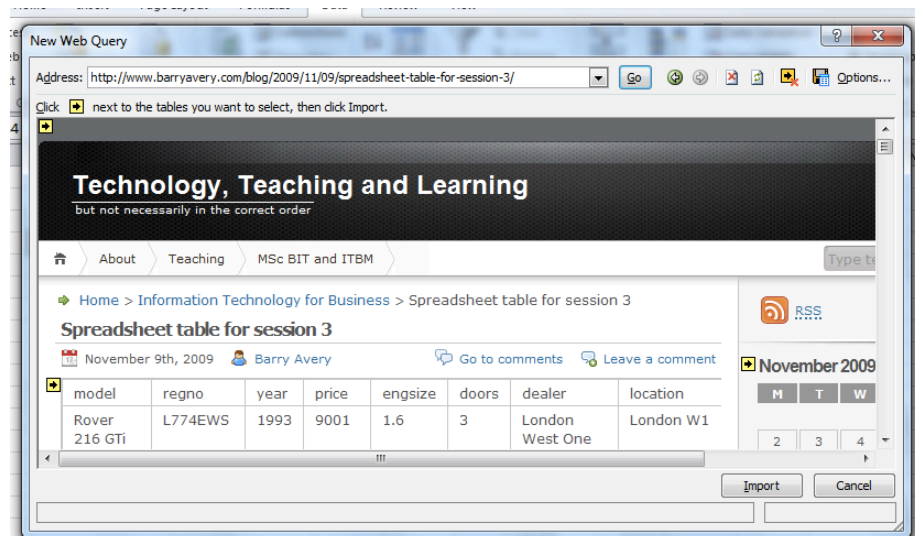 Data
New Web Query
Address: http://www.barryavery.com/blog/2009/11/09/spreadsheet-table-for-session-3/ Go Options...
Click next to the tables you want to select, then click Import.
Technology, Teaching and Learning
but not necessarily in the correct order
About Teaching MSc BIT and ITBM Type te
Home > Information Technology for Business > Spreadsheet table for session 3
RSS
Spreadsheet table for session 3
November 9th, 2009 Barry Avery Go to comments Leave a comment
November 2009
model regno year price engsize doors dealer location
M T W
Rover 216 GTi L774EWS 1993 9001 1.6 3 London West One London W1
2 3 4
Import Cancel